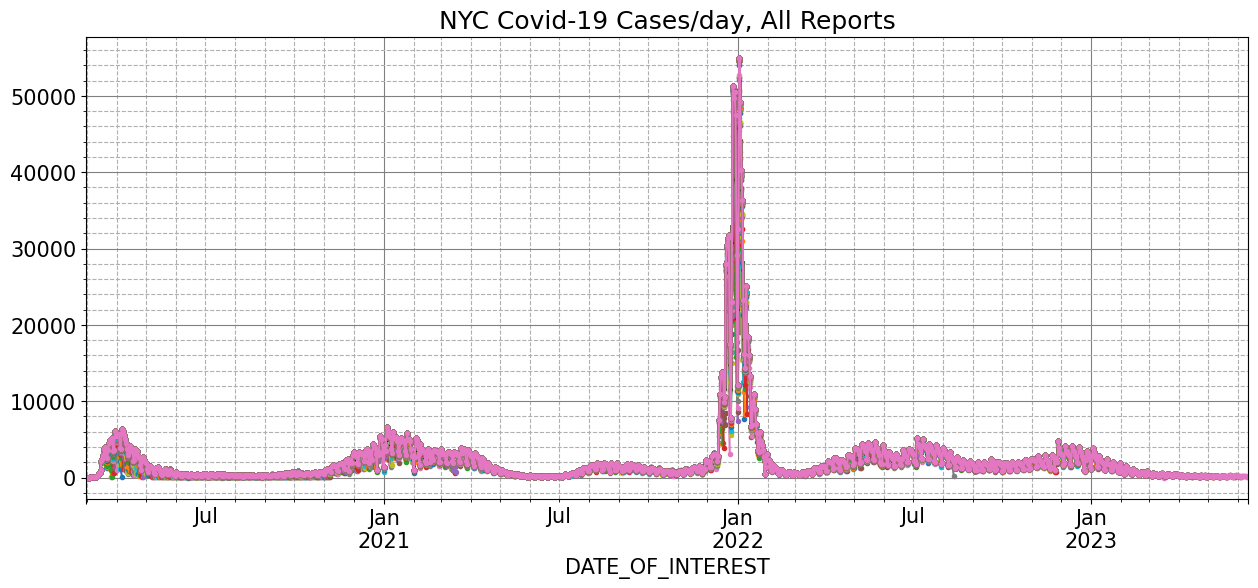 NYC Covid-19 Cases/day, All Reports
50000
40000
30000
20000
10000
0
Jul
Jan
2021
Jul
Jan
2022
Jul
Jan
2023
DATE_OF_INTEREST